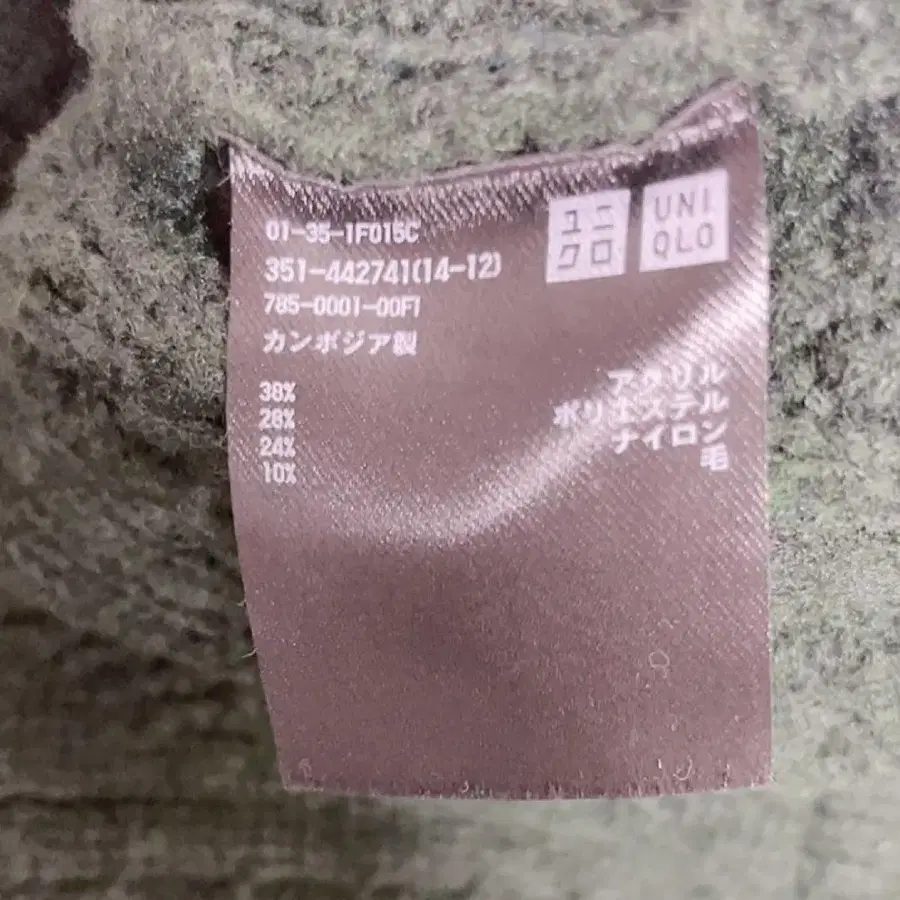 01-35-1F015C
351-442741(14-12)
785-0001-00F1
カンボジア製
ユニ
クロ
UNI
QLO
38% アクリル
28% ポリエステル
24% ナイロン
10% 毛